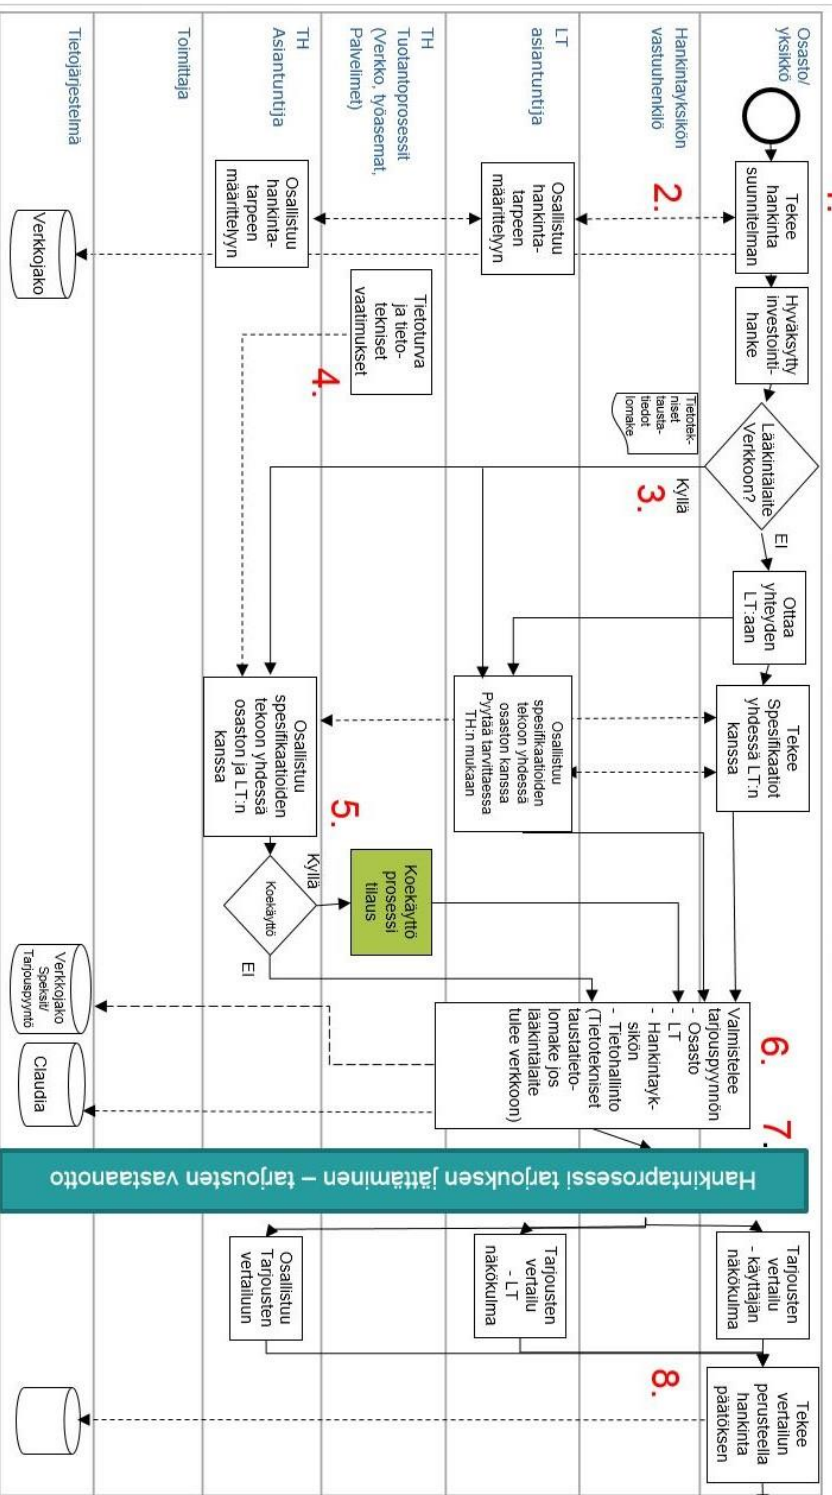 Osasto/
yksikkö
Hankintayksikön
vastuuhenkilö
LT
asiantuntija
TH
Tuotantoprosessit
(Verkko, työasemat,
Palvelimet)
TH
Asiantuntija
Toimittaja
Tietojärjestelmä
1.
Tekee
hankinta
suunnitelman
2.
Osallistuu
hankinta-
tarpeen
määrittelyyn
Osallistuu
hankinta-
tarpeen
määrittelyyn
Verkkojako
Hyväksytty
investointi-
hanke
Tietoturva
ja tieto-
tekniset
vaatimukset
4.
Lääkintälaite
Verkkoon?
Tietotek-
niset
tausta-
tiedot
lomake
Kyllä
3.
EI
Ottaa
yhteyden
LT:aan
Tekee
Spesifikaatiot
yhdessä LT:n
kanssa
Osallistuu
spesifikaatioiden
tekoon yhdessä
osaston kanssa
Pyytää tarvittaessa
TH:n mukaan
Osallistuu
spesifikaatioiden
tekoon yhdessä
osaston ja LT:n
kanssa
5.
Koekäyttö
Kyllä
EI
Koekäyttö
prosessi
tilaus
6.
Valmistelee
tarjouspyynnön
- Osasto
- LT
- Hankintayk-
sikön
- Tietohallinto
(Tietotekniset
taustatieto-
lomake jos
lääkintälaite
tulee verkkoon)
Verkkojako
Speksit/
Tarjouspyyntö
Claudia
7.
Hankintaprosessi tarjouksen jättäminen – tarjousten vastaanotto
Tarjousten
vertailu
- käyttäjän
näkökulma
Tarjousten
vertailu
- LT
näkökulma
Osallistuu
Tarjousten
vertailuun
8.
Tekee
vertailun
perusteella
hankinta
päätöksen